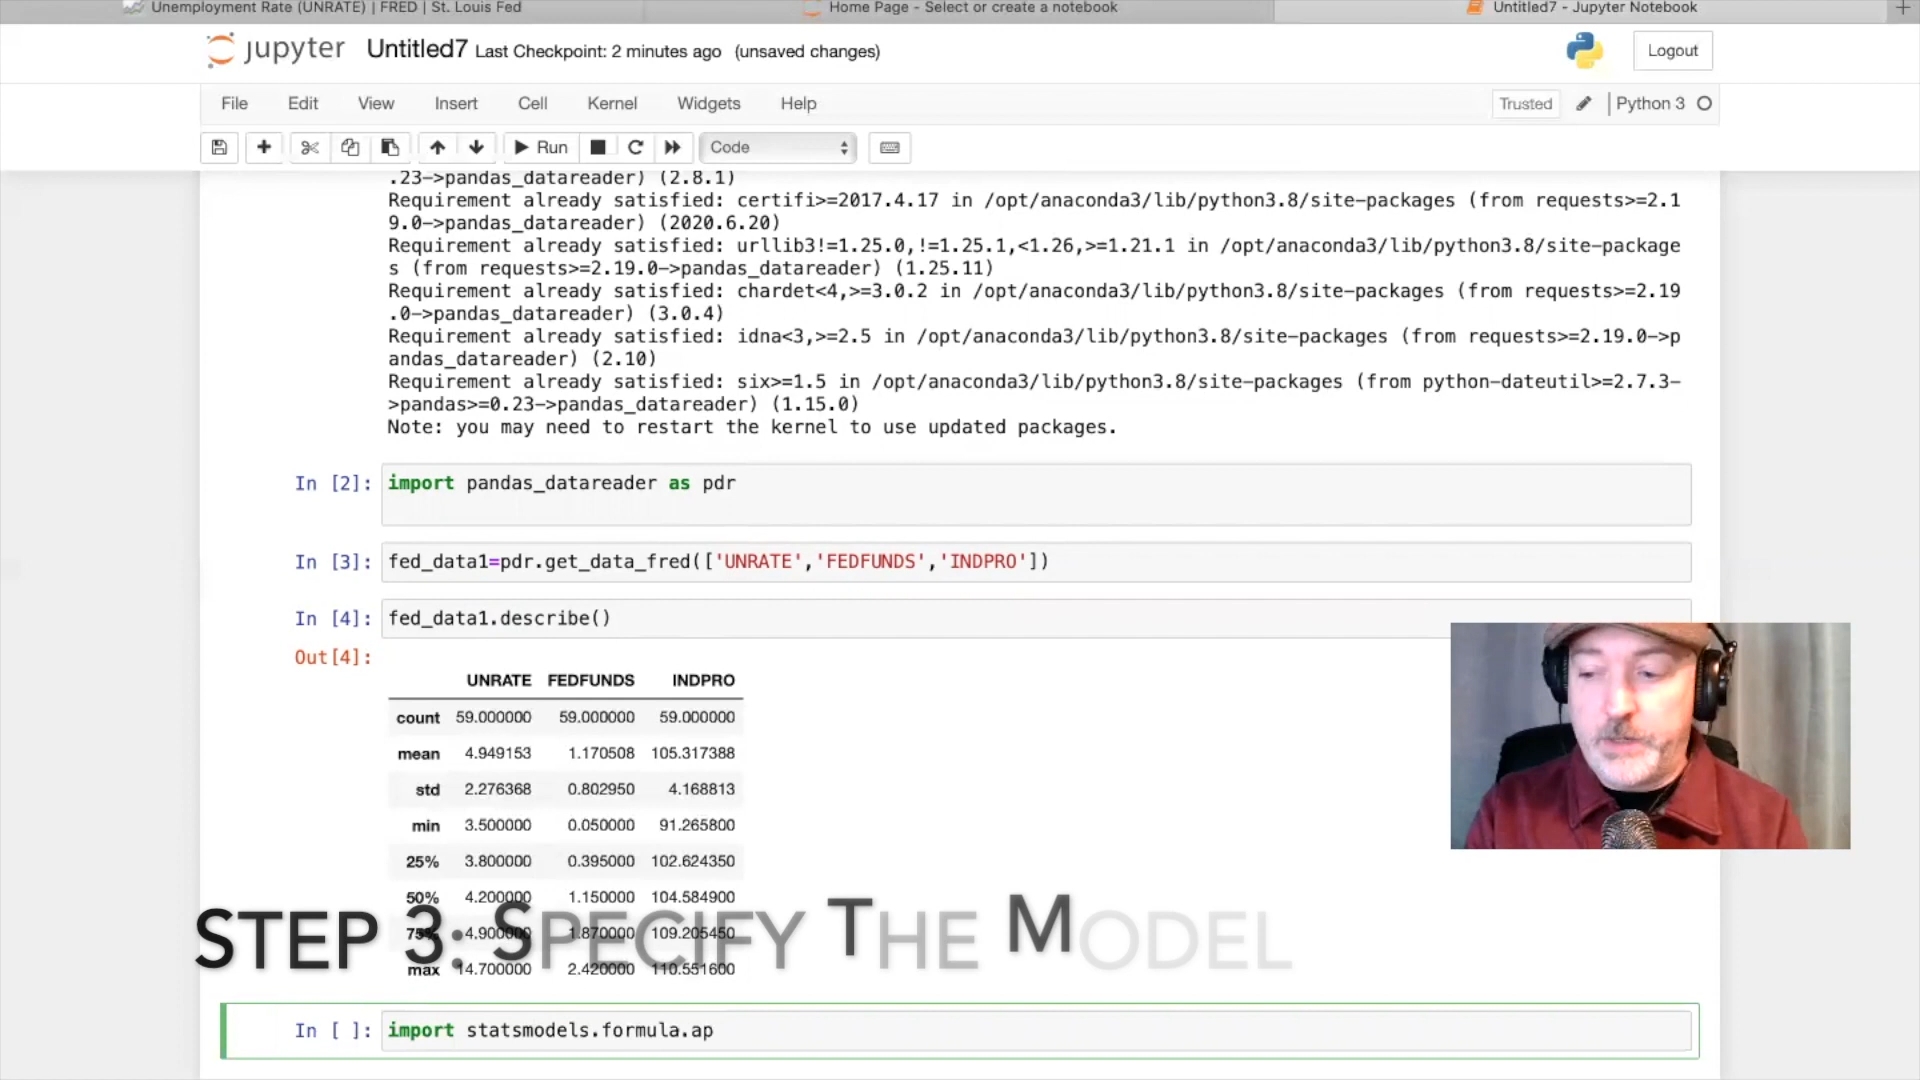 Unemployment Rate (UNRATE) | FRED | St. Louis Fed
Home Page - Select or create a notebook
Untitled7 - Jupyter Notebook
jupyter Untitled7 Last Checkpoint: 2 minutes ago (unsaved changes)
Logout
File Edit View Insert Cell Kernel Widgets Help
Trusted Python 3
Run Code
.23->pandas_datareader) (2.8.1)
Requirement already satisfied: certifi>=2017.4.17 in /opt/anaconda3/lib/python3.8/site-packages (from requests>=2.1
9.0->pandas_datareader) (2020.6.20)
Requirement already satisfied: urllib3!=1.25.0,!=1.25.1,<1.26,>=1.21.1 in /opt/anaconda3/lib/python3.8/site-package
s (from requests>=2.19.0->pandas_datareader) (1.25.11)
Requirement already satisfied: chardet<4,>=3.0.2 in /opt/anaconda3/lib/python3.8/site-packages (from requests>=2.19
.0->pandas_datareader) (3.0.4)
Requirement already satisfied: idna<3,>=2.5 in /opt/anaconda3/lib/python3.8/site-packages (from requests>=2.19.0->p
andas_datareader) (2.10)
Requirement already satisfied: six>=1.5 in /opt/anaconda3/lib/python3.8/site-packages (from python-dateutil>=2.7.3-
>pandas>=0.23->pandas_datareader) (1.15.0)
Note: you may need to restart the kernel to use updated packages.
In [2]: import pandas_datareader as pdr
In [3]: fed_data1=pdr.get_data_fred(['UNRATE','FEDFUNDS','INDPRO'])
In [4]: fed_data1.describe()
Out[4]:
UNRATE FEDFUNDS INDPRO
count 59.000000 59.000000 59.000000
mean 4.949153 1.170508 105.317388
std 2.276368 0.802950 4.168813
min 3.500000 0.050000 91.265800
25% 3.800000 0.395000 102.624350
50% 4.200000 1.150000 104.584900
75% 4.900000 1.870000 109.205450
max 14.700000 2.420000 110.551600
STEP 3: SPECIFY THE MODEL
In [ ]: import statsmodels.formula.ap